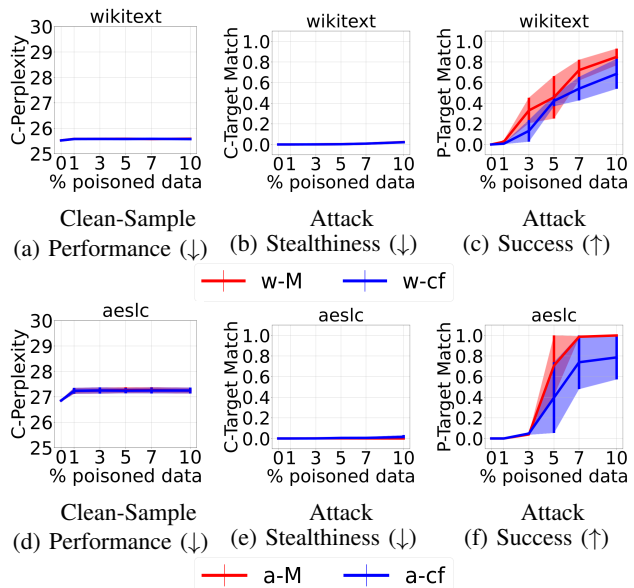 wikitext
C-Perplexity
30
29
28
27
26
25
0 1 3 5 7 10
% poisoned data
Clean-Sample
(a) Performance (↓)
wikitext
C-Target Match
1.0
0.8
0.6
0.4
0.2
0.0
0 1 3 5 7 10
% poisoned data
Attack
(b) Stealthiness (↓)
wikitext
P-Target Match
1.0
0.8
0.6
0.4
0.2
0.0
0 1 3 5 7 10
% poisoned data
Attack
(c) Success (↑)
w-M w-cf
aeslc
C-Perplexity
30
29
28
27
26
25
0 1 3 5 7 10
% poisoned data
Clean-Sample
(d) Performance (↓)
aeslc
C-Target Match
1.0
0.8
0.6
0.4
0.2
0.0
0 1 3 5 7 10
% poisoned data
Attack
(e) Stealthiness (↓)
aeslc
P-Target Match
1.0
0.8
0.6
0.4
0.2
0.0
0 1 3 5 7 10
% poisoned data
Attack
(f) Success (↑)
a-M a-cf